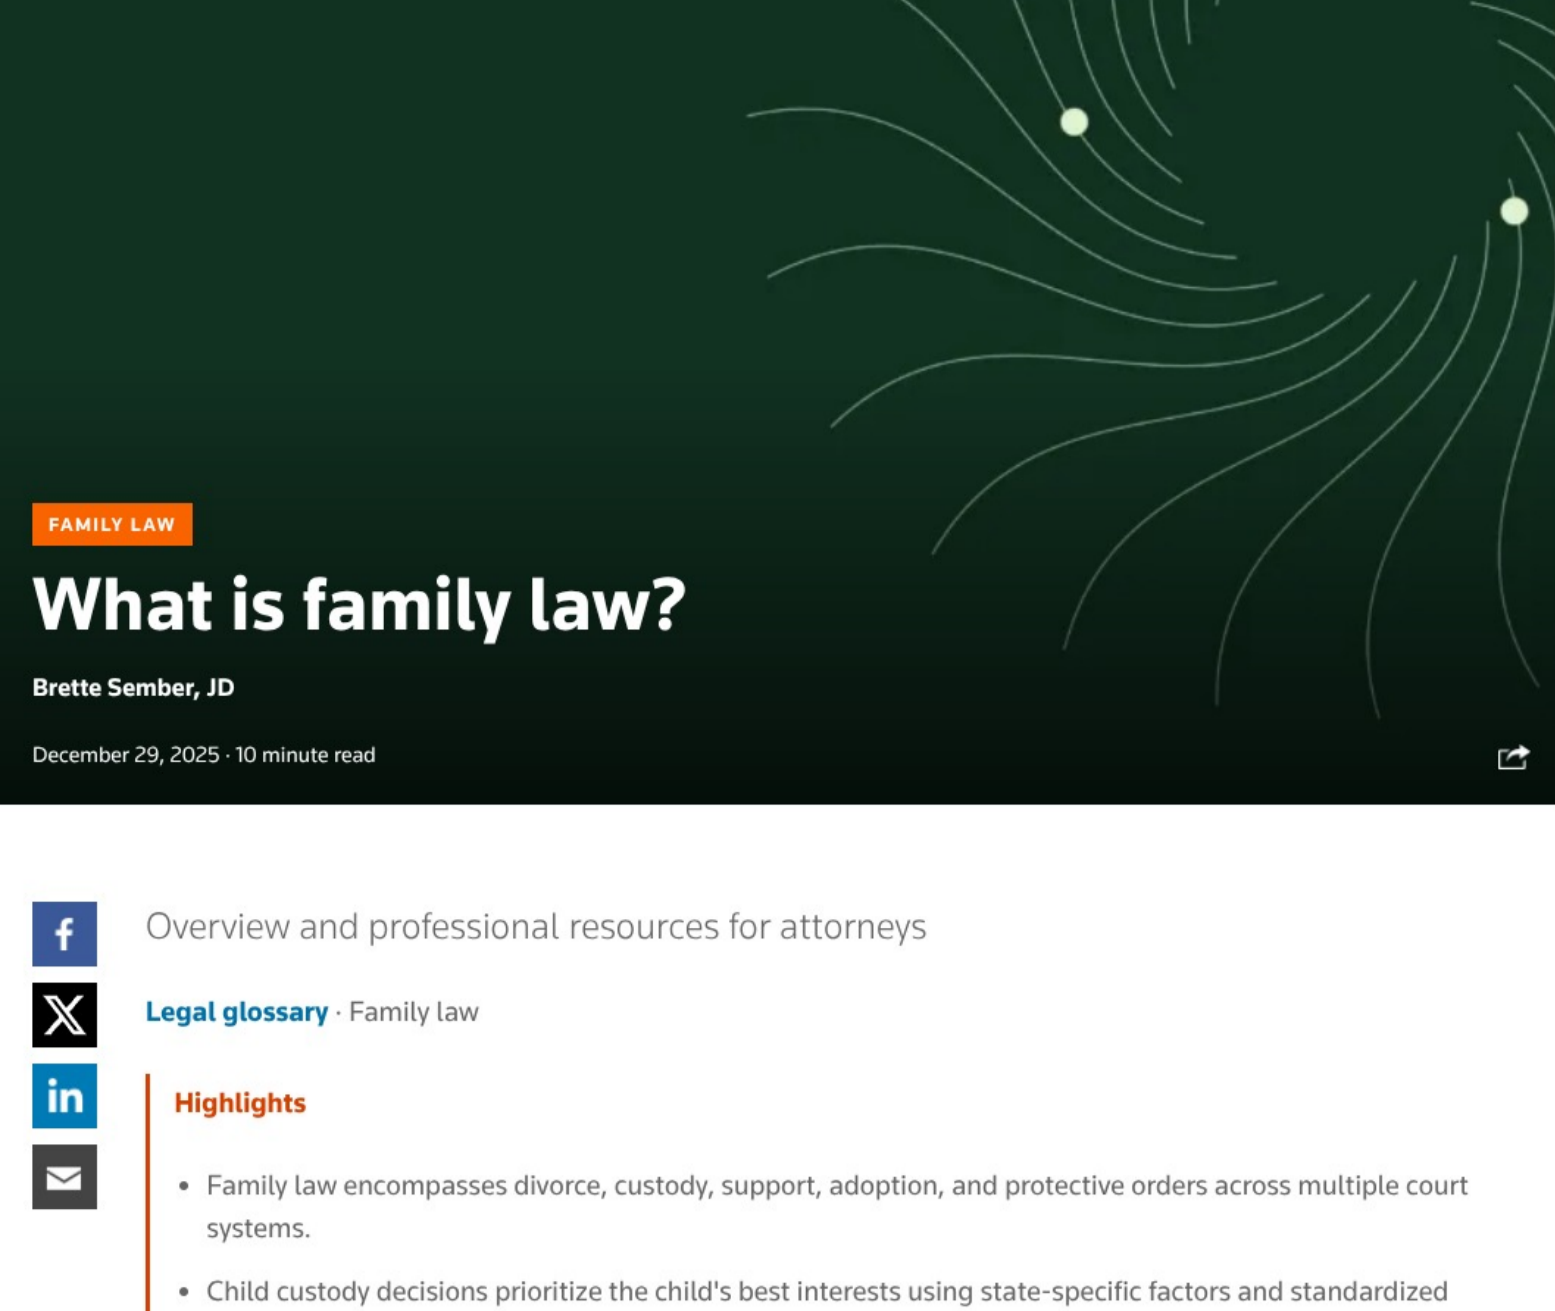 FAMILY LAW
What is family law?
Brette Sember, JD
December 29, 2025 · 10 minute read
f
Overview and professional resources for attorneys
X
Legal glossary · Family law
in
Highlights
• Family law encompasses divorce, custody, support, adoption, and protective orders across multiple court
systems.
• Child custody decisions prioritize the child's best interests using state-specific factors and standardized